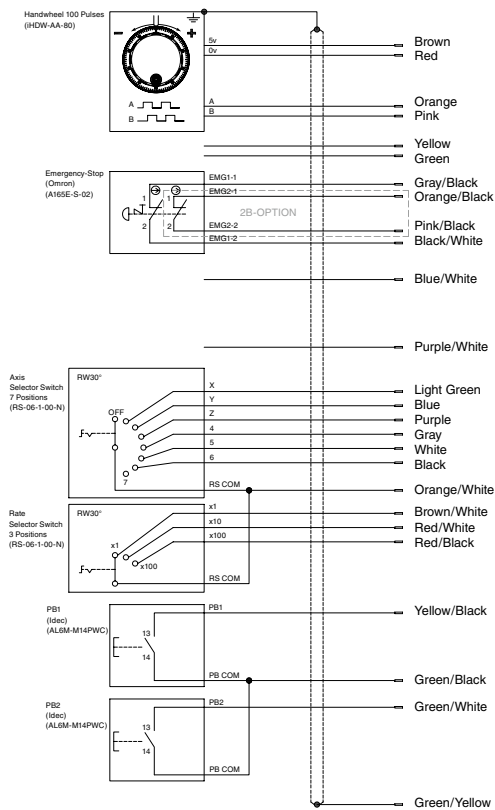 Handwheel 100 Pulses
(iHDW-AA-80)
− +
A
B
5v Brown
0v Red
A Orange
B Pink
Yellow
Green
Emergency-Stop
(Omron)
(A165E-S-02)
1 1
2 2
EMG1-1 Gray/Black
EMG2-1 Orange/Black
2B-OPTION
EMG2-2 Pink/Black
EMG1-2 Black/White
Blue/White
Purple/White
Axis
Selector Switch
7 Positions
(RS-06-1-00-N)
RW30°
OFF
7
X Light Green
Y Blue
Z Purple
4 Gray
5 White
6 Black
RS COM Orange/White
Rate
Selector Switch
3 Positions
(RS-06-1-00-N)
RW30°
x1
x100
x1 Brown/White
x10 Red/White
x100 Red/Black
RS COM
PB1
(Idec)
(AL6M-M14PWC)
13
14
PB1 Yellow/Black
PB COM Green/Black
PB2
(Idec)
(AL6M-M14PWC)
13
14
PB2 Green/White
PB COM
Green/Yellow